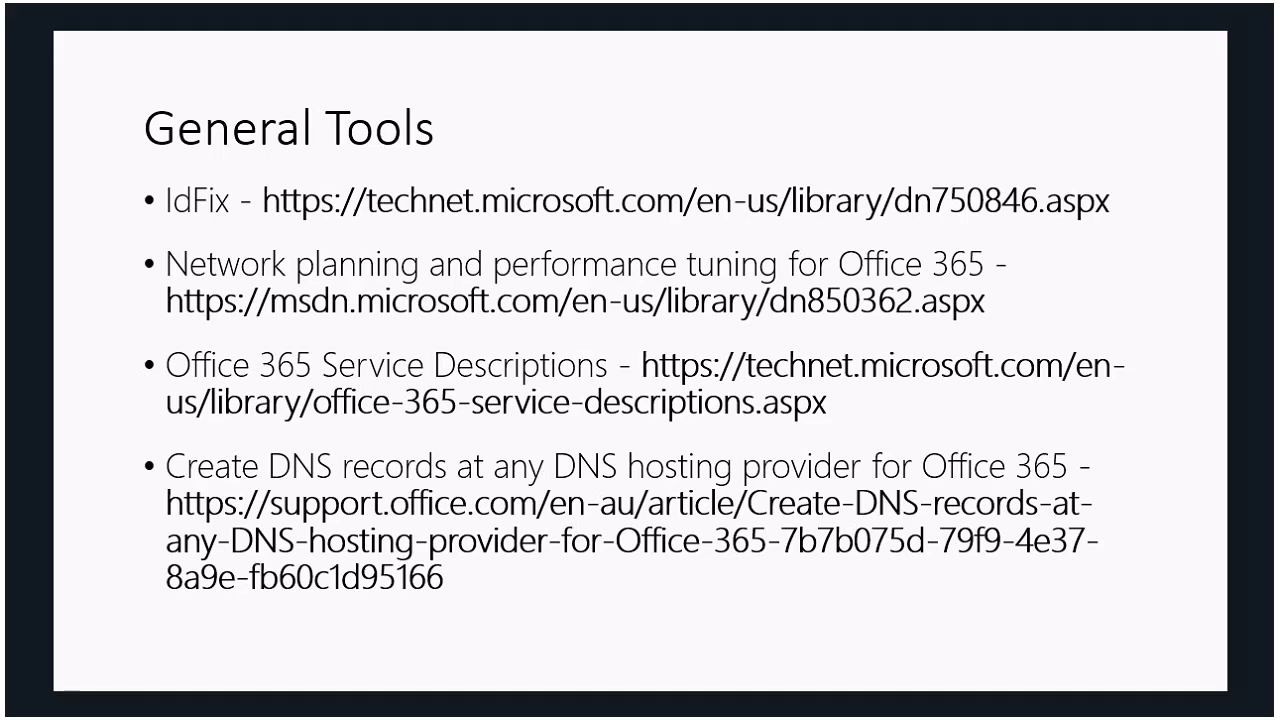 General Tools
• IdFix - https://technet.microsoft.com/en-us/library/dn750846.aspx
• Network planning and performance tuning for Office 365 -
https://msdn.microsoft.com/en-us/library/dn850362.aspx
• Office 365 Service Descriptions - https://technet.microsoft.com/en-
us/library/office-365-service-descriptions.aspx
• Create DNS records at any DNS hosting provider for Office 365 -
https://support.office.com/en-au/article/Create-DNS-records-at-
any-DNS-hosting-provider-for-Office-365-7b7b075d-79f9-4e37-
8a9e-fb60c1d95166